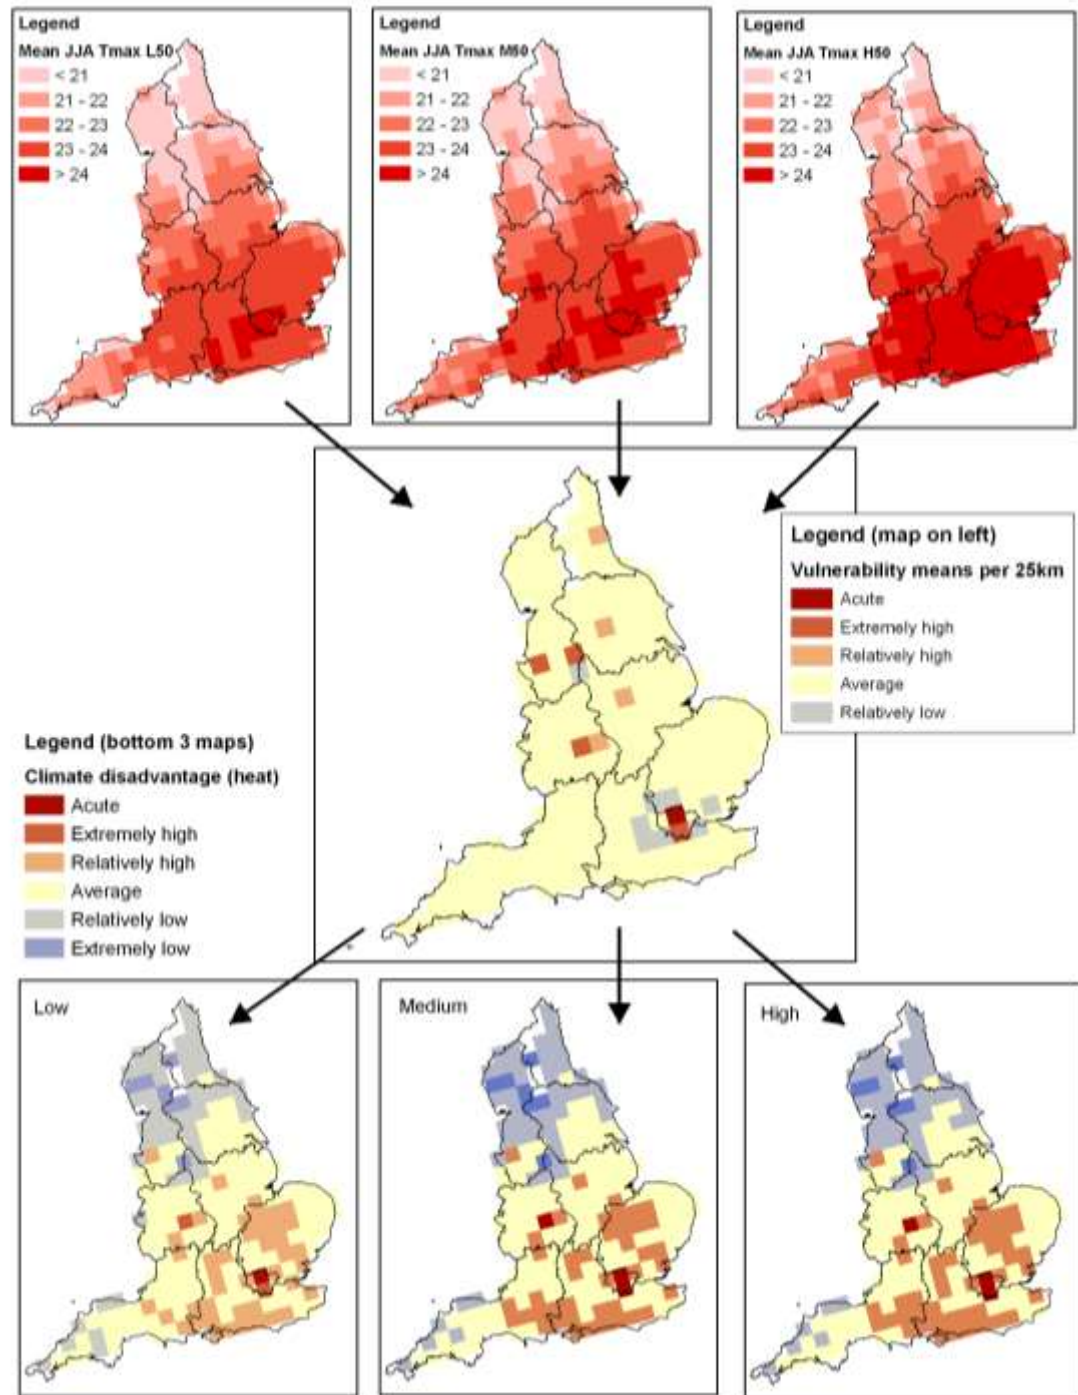 Legend
Mean JJA Tmax L50
< 21
21 - 22
22 - 23
23 - 24
> 24
Legend
Mean JJA Tmax M50
< 21
21 - 22
22 - 23
23 - 24
> 24
Legend
Mean JJA Tmax H50
< 21
21 - 22
22 - 23
23 - 24
> 24
Legend (map on left)
Vulnerability means per 25km
Acute
Extremely high
Relatively high
Average
Relatively low
Legend (bottom 3 maps)
Climate disadvantage (heat)
Acute
Extremely high
Relatively high
Average
Relatively low
Extremely low
Low
Medium
High